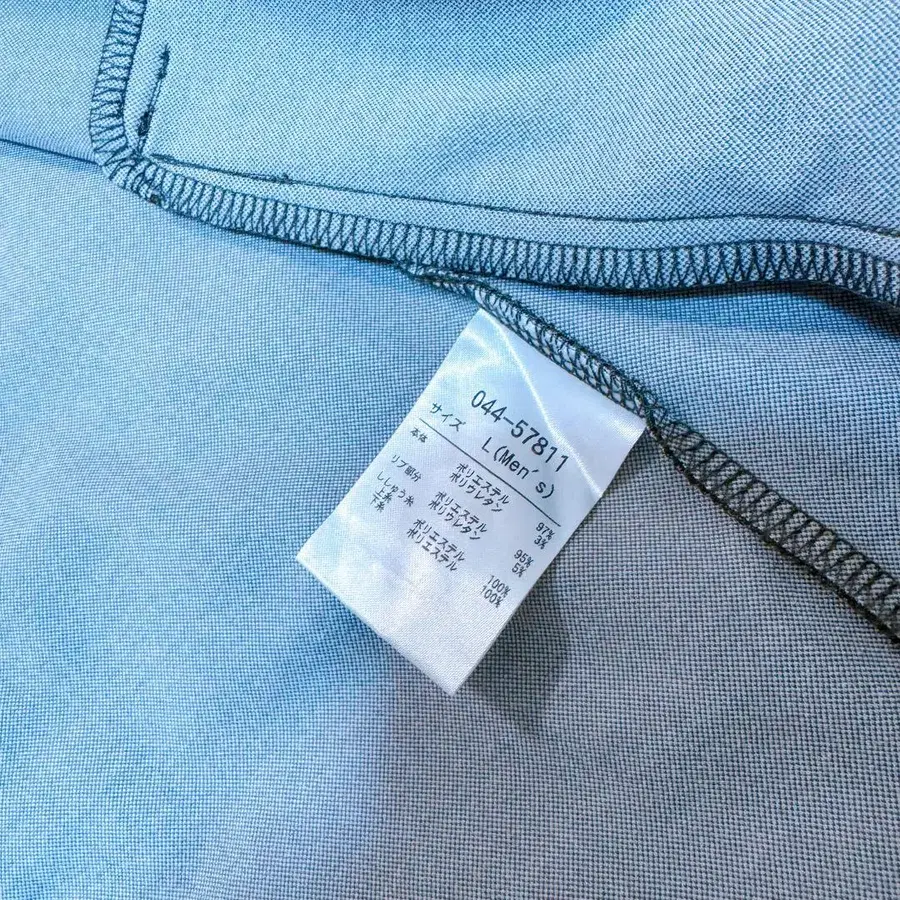 044-57811
サイズ L(Men's)
本体 ポリエステル 97%
ポリウレタン 3%
リブ部分 ポリエステル 95%
ポリウレタン 5%
ししゅう糸
上糸 ポリエステル 100%
下糸 ポリエステル 100%